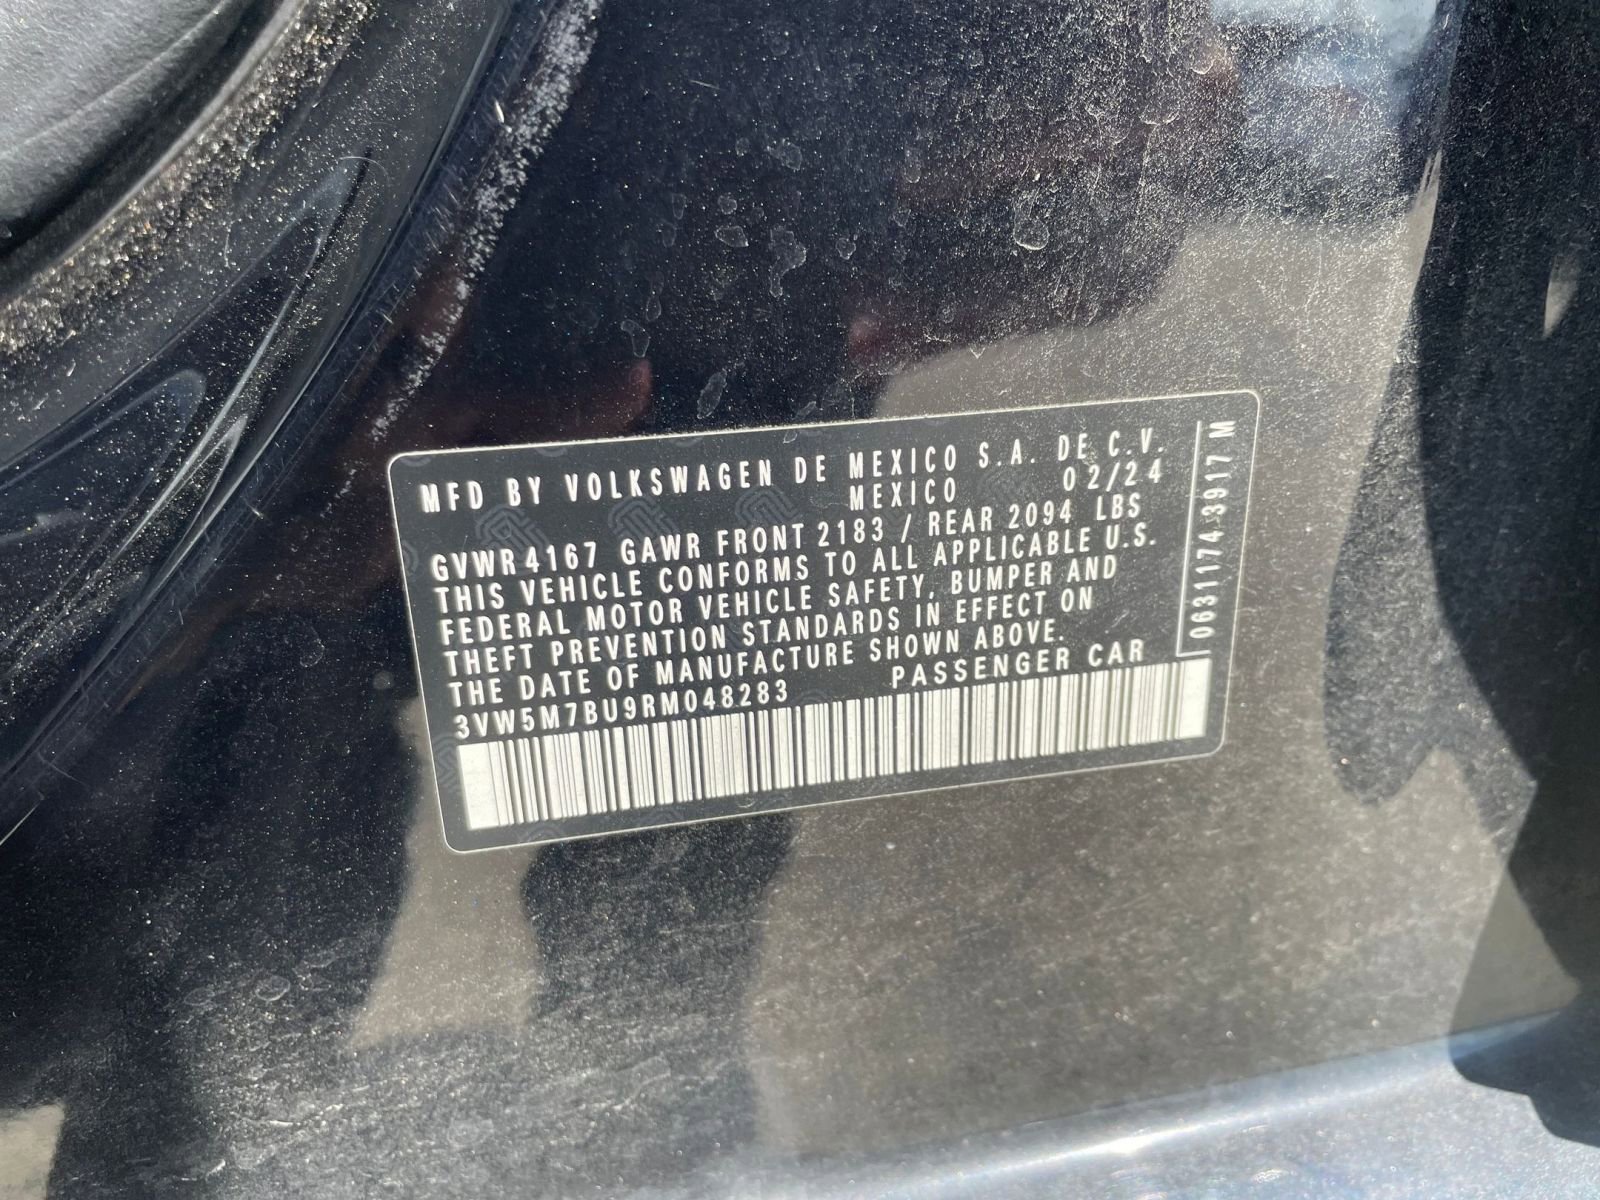 MFD BY VOLKSWAGEN DE MEXICO S.A. DE C.V.
MEXICO 02/24
GVWR 4167 GAWR FRONT 2183 / REAR 2094 LBS
THIS VEHICLE CONFORMS TO ALL APPLICABLE U.S.
FEDERAL MOTOR VEHICLE SAFETY, BUMPER AND
THEFT PREVENTION STANDARDS IN EFFECT ON
THE DATE OF MANUFACTURE SHOWN ABOVE.
3VW5M7BU9RM048283 PASSENGER CAR
0631174 3917 M